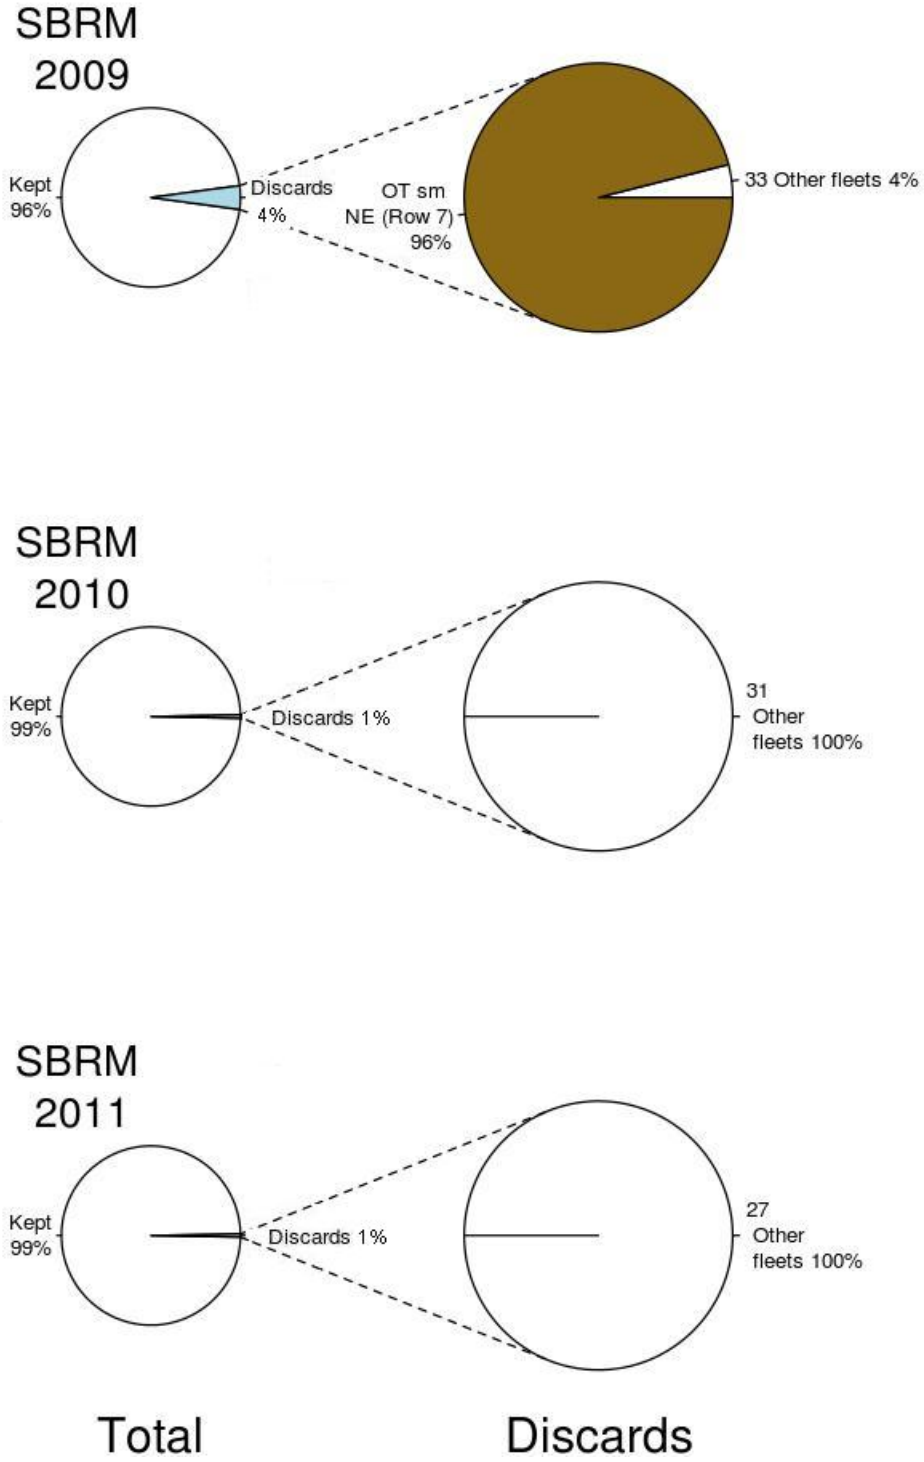 SBRM
2009
Kept
96%
Discards
4%
OT sm
NE (Row 7)
96%
33 Other fleets 4%
SBRM
2010
Kept
99%
Discards 1%
31
Other
fleets 100%
SBRM
2011
Kept
99%
Discards 1%
27
Other
fleets 100%
Total
Discards